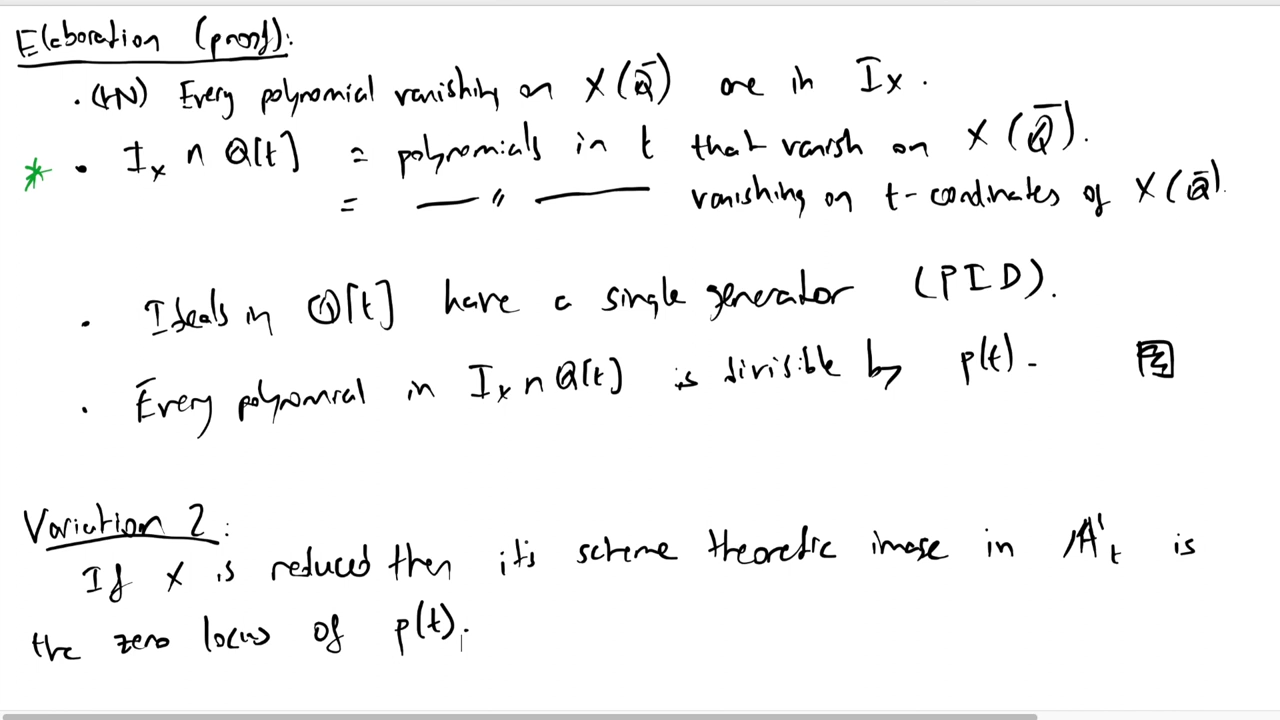 Elaboration (proof):
· (HN) Every polynomial vanishing on X(Q̄) are in I_X.
* · I_X ∩ Q[t] = polynomials in t that vanish on X(Q̄).
= — " — vanishing on t-coordinates of X(Q̄).
· Ideals in Q[t] have a single generator (PID).
· Every polynomial in I_X ∩ Q[t] is divisible by p(t).
Variation 2:
If X is reduced then it's scheme theoretic image in A¹_t is
the zero locus of p(t).